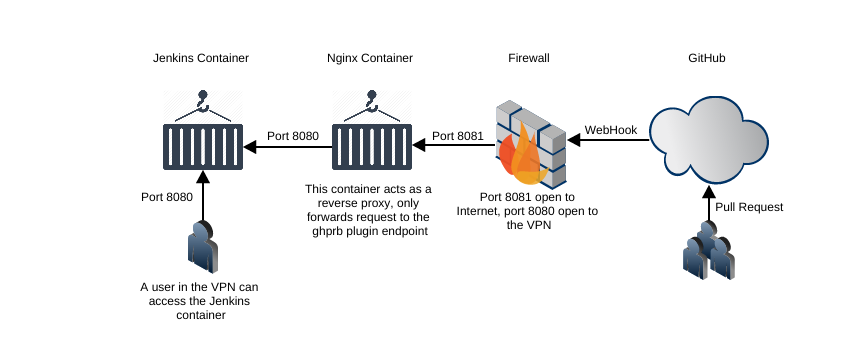 Jenkins Container
Nginx Container
Firewall
GitHub
Port 8080
Port 8081
WebHook
Port 8080
This container acts as a
reverse proxy, only
forwards request to the
ghprb plugin endpoint
Port 8081 open to
Internet, port 8080 open to
the VPN
Pull Request
A user in the VPN can
access the Jenkins
container